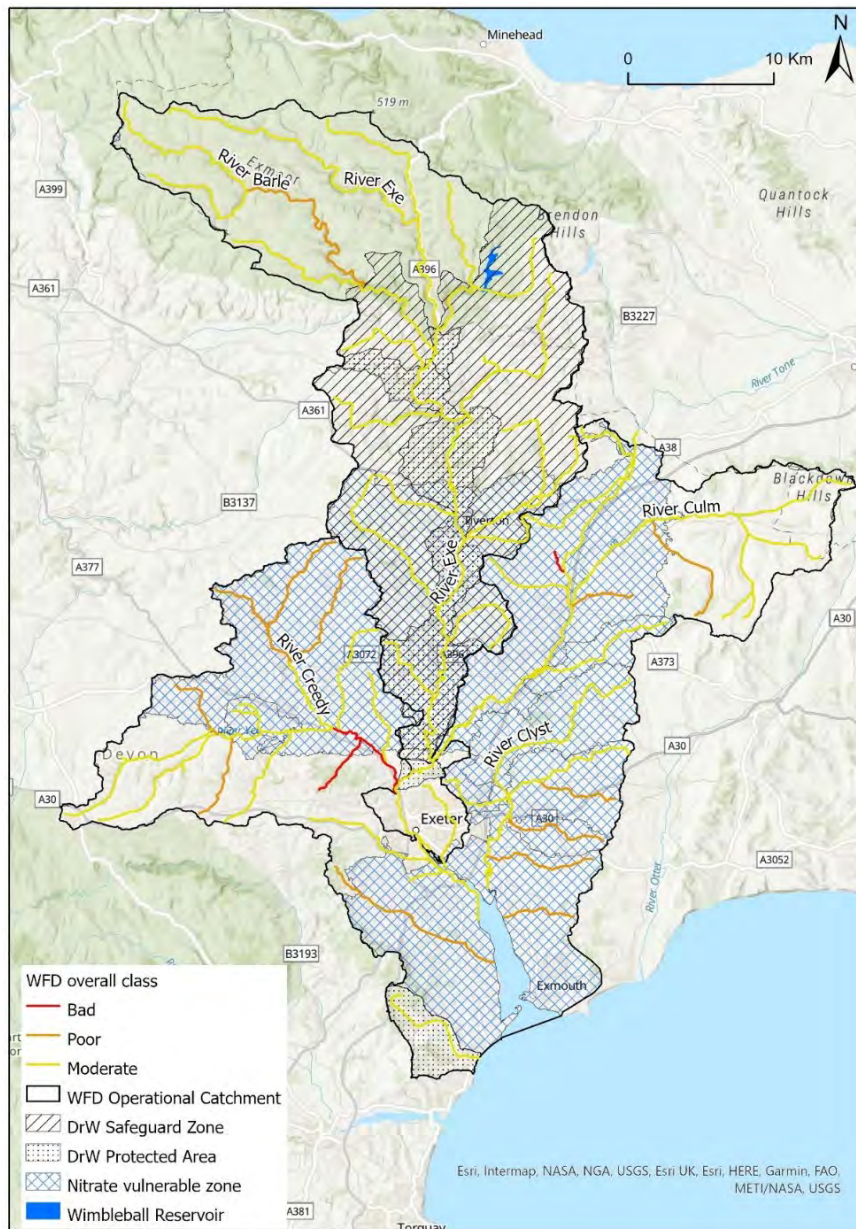 Minehead
N
0 10 Km
519 m
Exmoor
A399
River Barle
River Exe
Quantock
Hills
Brendon
Hills
A396
A361
B3227
River Tone
A361
A38
Blackdown
Hills
B3137
Tiverton
River Culm
A377
River Exe
A30
River Creedy
A3072
A396
A373
River Clyst
Devon
A30
A30
Exeter
A30
A3052
River Otter
B3193
Exmouth
WFD overall class
Bad
Poor
Moderate
WFD Operational Catchment
DrW Safeguard Zone
DrW Protected Area
Nitrate vulnerable zone
Wimbleball Reservoir
Esri, Intermap, NASA, NGA, USGS, Esri UK, Esri, HERE, Garmin, FAO,
METI/NASA, USGS
A381
Torquay